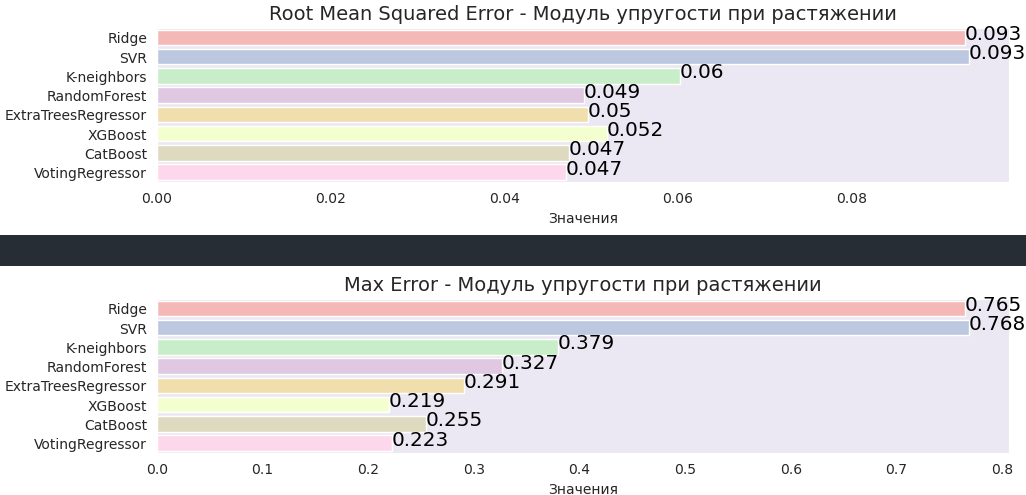 Root Mean Squared Error - Модуль упругости при растяжении
Ridge 0.093
SVR 0.093
K-neighbors 0.06
RandomForest 0.049
ExtraTreesRegressor 0.05
XGBoost 0.052
CatBoost 0.047
VotingRegressor 0.047
0.00 0.02 0.04 0.06 0.08
Значения
Max Error - Модуль упругости при растяжении
Ridge 0.765
SVR 0.768
K-neighbors 0.379
RandomForest 0.327
ExtraTreesRegressor 0.291
XGBoost 0.219
CatBoost 0.255
VotingRegressor 0.223
0.0 0.1 0.2 0.3 0.4 0.5 0.6 0.7 0.8
Значения